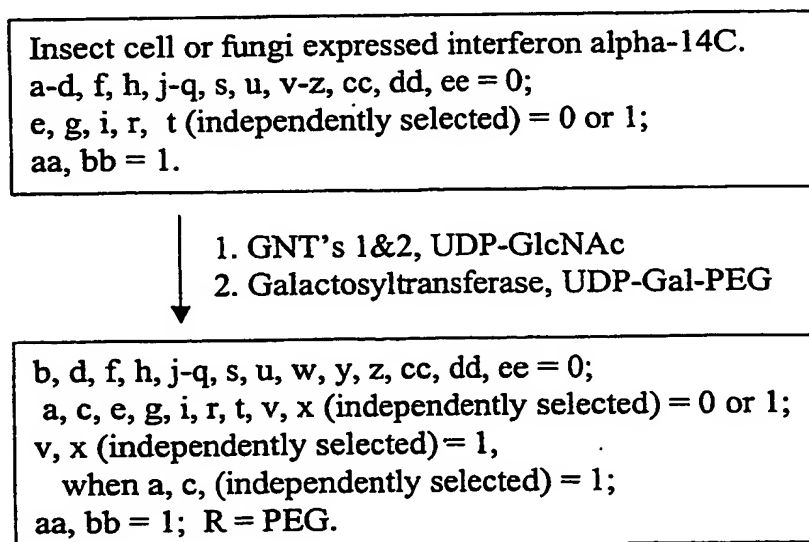 Insect cell or fungi expressed interferon alpha-14C.
a-d, f, h, j-q, s, u, v-z, cc, dd, ee = 0;
e, g, i, r, t (independently selected) = 0 or 1;
aa, bb = 1.
1. GNT's 1&2, UDP-GlcNAc
2. Galactosyltransferase, UDP-Gal-PEG
b, d, f, h, j-q, s, u, w, y, z, cc, dd, ee = 0;
a, c, e, g, i, r, t, v, x (independently selected) = 0 or 1;
v, x (independently selected) = 1,
when a, c, (independently selected) = 1;
aa, bb = 1; R = PEG.